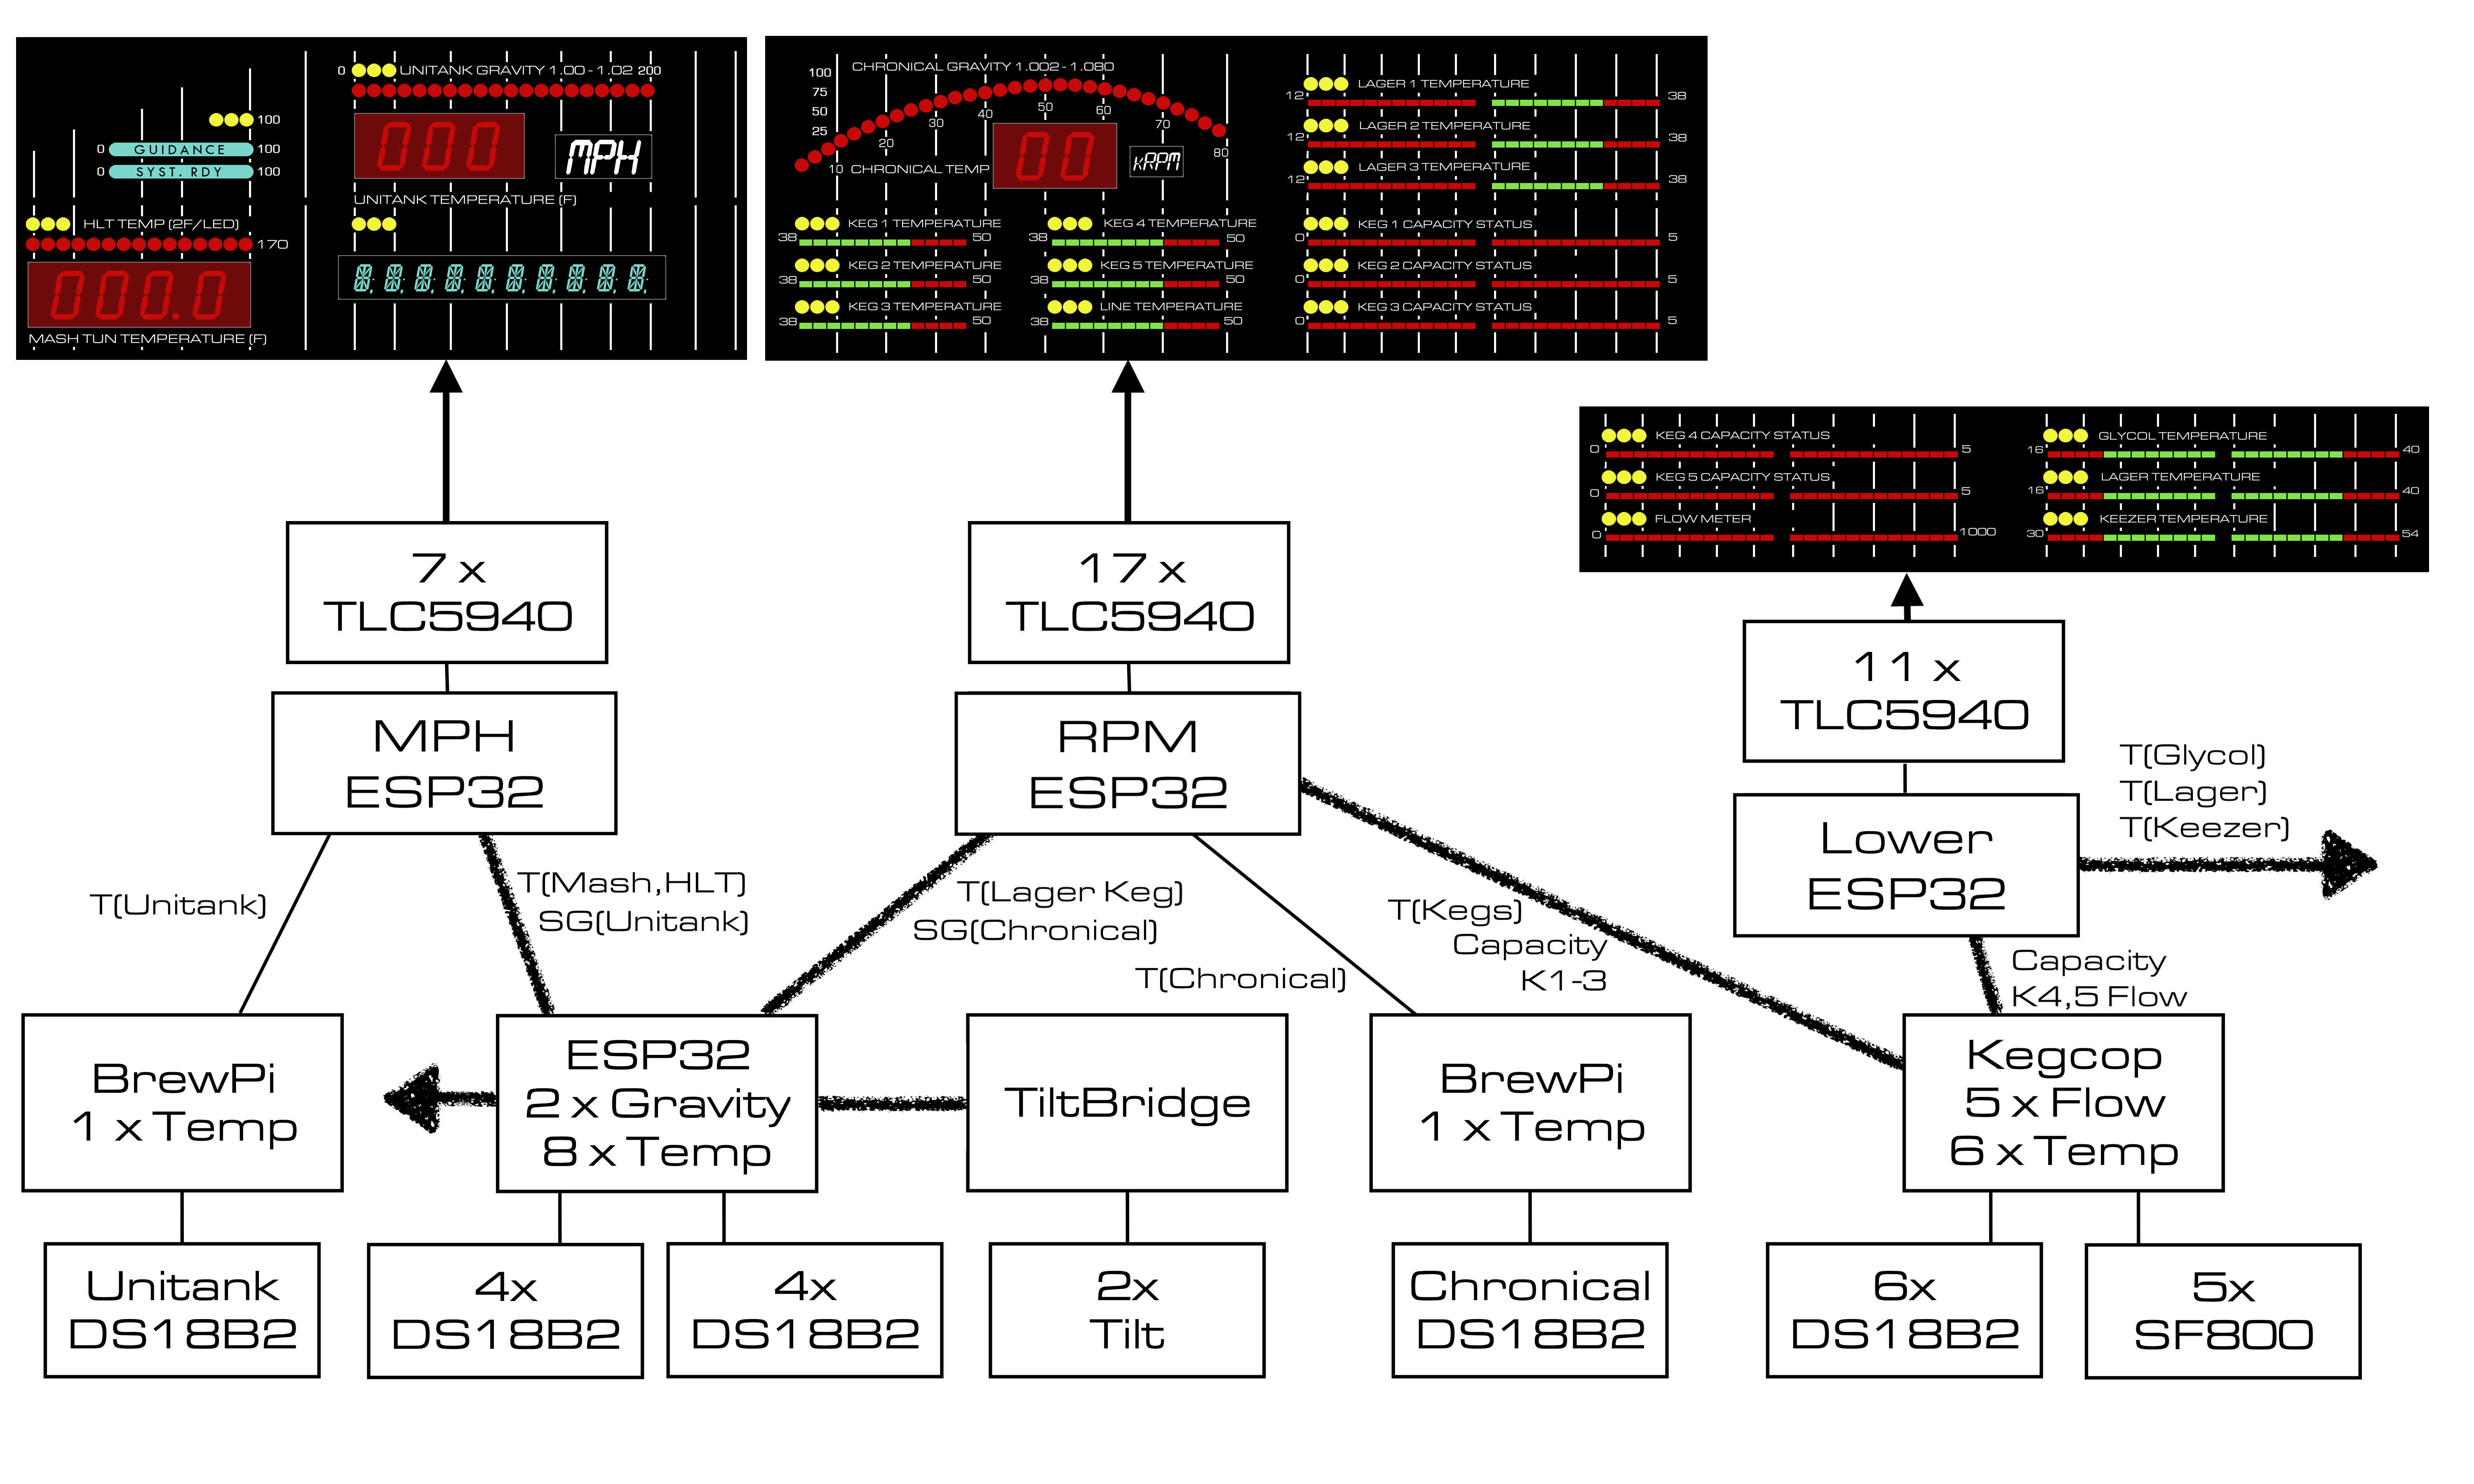 0 UNITANK GRAVITY 1.00 - 1.02 200
100
0 GUIDANCE 100
0 SYST. RDY 100
000 MPH
UNITANK TEMPERATURE (F)
HLT TEMP (2F/LED)
170
000.0
MASH TUN TEMPERATURE (F)
CHRONICAL GRAVITY 1.002 - 1.080
100
75
50
25
10 20 30 40 50 60 70 80
CHRONICAL TEMP 00 KRPM
KEG 1 TEMPERATURE
38 50
KEG 2 TEMPERATURE
38 50
KEG 3 TEMPERATURE
38 50
KEG 4 TEMPERATURE
38 50
KEG 5 TEMPERATURE
38 50
LINE TEMPERATURE
38 50
LAGER 1 TEMPERATURE
12 38
LAGER 2 TEMPERATURE
12 38
LAGER 3 TEMPERATURE
12 38
KEG 1 CAPACITY STATUS
0 5
KEG 2 CAPACITY STATUS
0 5
KEG 3 CAPACITY STATUS
0 5
KEG 4 CAPACITY STATUS
0 5
KEG 5 CAPACITY STATUS
0 5
FLOW METER
0 1000
GLYCOL TEMPERATURE
16 40
LAGER TEMPERATURE
16 40
KEEZER TEMPERATURE
30 54
7 x
TLC5940
17 x
TLC5940
11 x
TLC5940
MPH
ESP32
RPM
ESP32
Lower
ESP32
T(Glycol)
T(Lager)
T(Keezer)
T(Unitank)
T(Mash,HLT)
SG(Unitank)
T(Lager Keg)
SG(Chronical)
T(Chronical)
T(Kegs)
Capacity
K1-3
Capacity
K4,5 Flow
BrewPi
1 x Temp
ESP32
2 x Gravity
8 x Temp
TiltBridge
BrewPi
1 x Temp
Kegcop
5 x Flow
6 x Temp
Unitank
DS18B2
4x
DS18B2
4x
DS18B2
2x
Tilt
Chronical
DS18B2
6x
DS18B2
5x
SF800